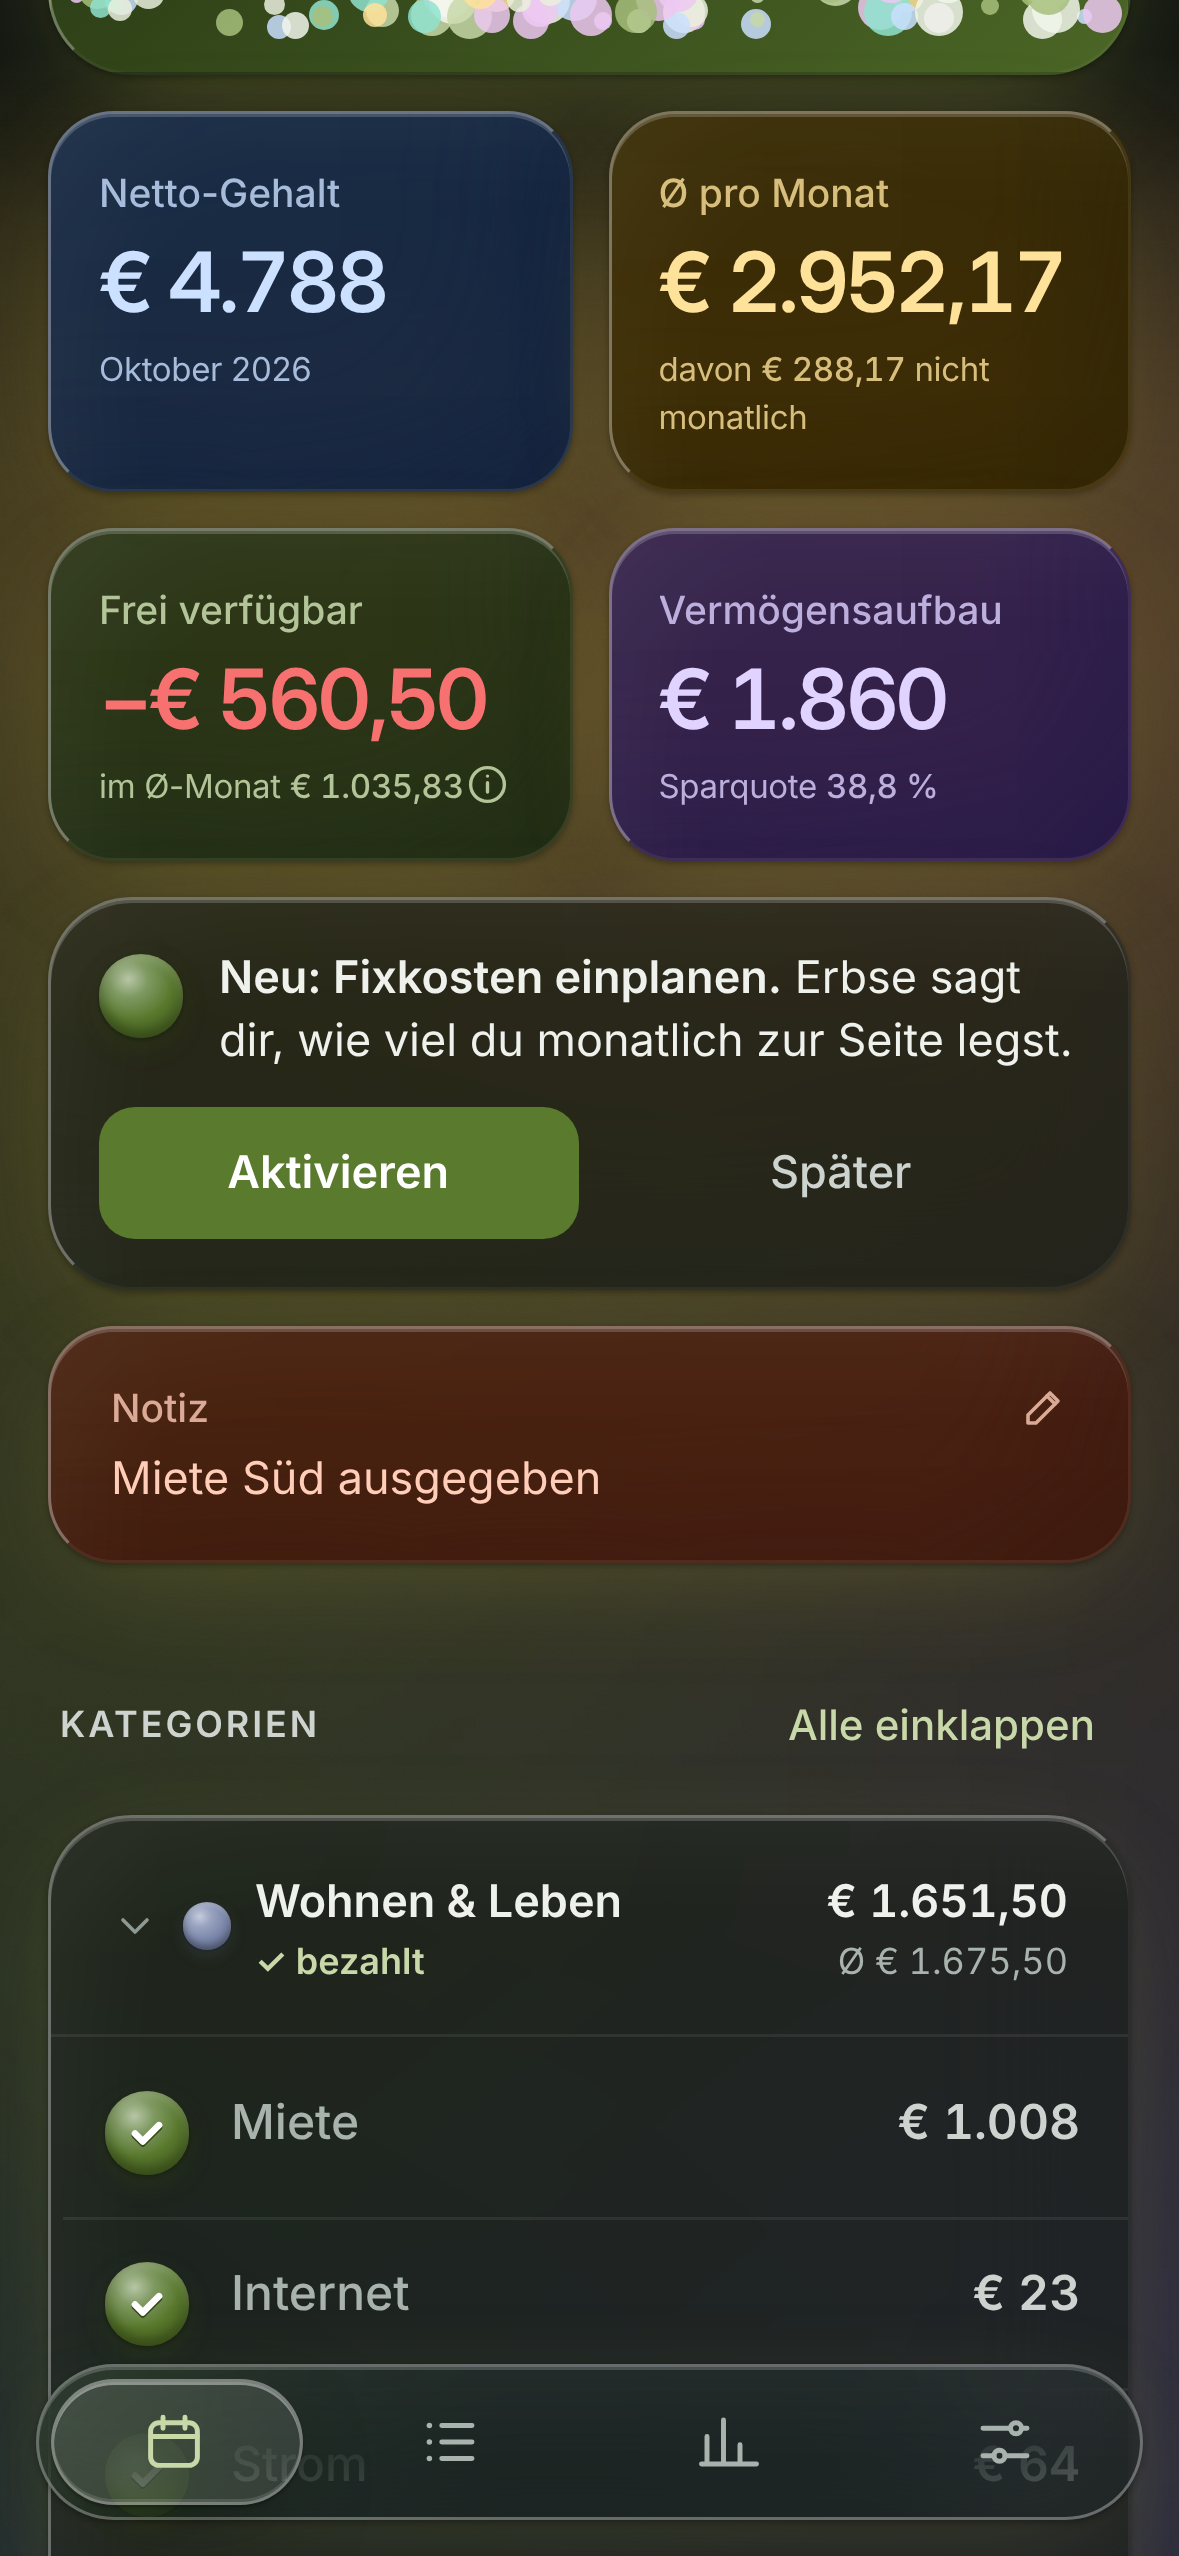 Netto-Gehalt
€ 4.788
Oktober 2026
Ø pro Monat
€ 2.952,17
davon € 288,17 nicht
monatlich
Frei verfügbar
–€ 560,50
im Ø-Monat € 1.035,83
Vermögensaufbau
€ 1.860
Sparquote 38,8 %
Neu: Fixkosten einplanen. Erbse sagt
dir, wie viel du monatlich zur Seite legst.
Aktivieren
Später
Notiz
Miete Süd ausgegeben
KATEGORIEN
Alle einklappen
Wohnen & Leben
€ 1.651,50
✓ bezahlt
Ø € 1.675,50
Miete
€ 1.008
Internet
€ 23
Strom
€ 64